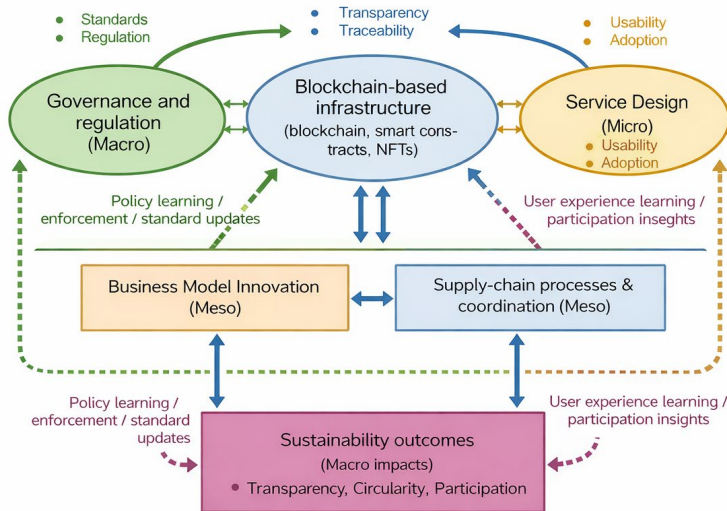 Standards
Regulation
Transparency
Traceability
Usability
Adoption
Governance and
regulation
(Macro)
Blockchain-based
infrastructure
(blockchain, smart cons-
tracts, NFTs)
Service Design
(Micro)
Usability
Adoption
Policy learning /
enforcement / standard updates
User experience learning /
participation inseghts
Business Model Innovation
(Meso)
Supply-chain processes &
coordination (Meso)
Policy learning /
enforcement / standard
updates
User experience learning /
participation insights
Sustainability outcomes
(Macro impacts)
Transparency, Circularity, Participation